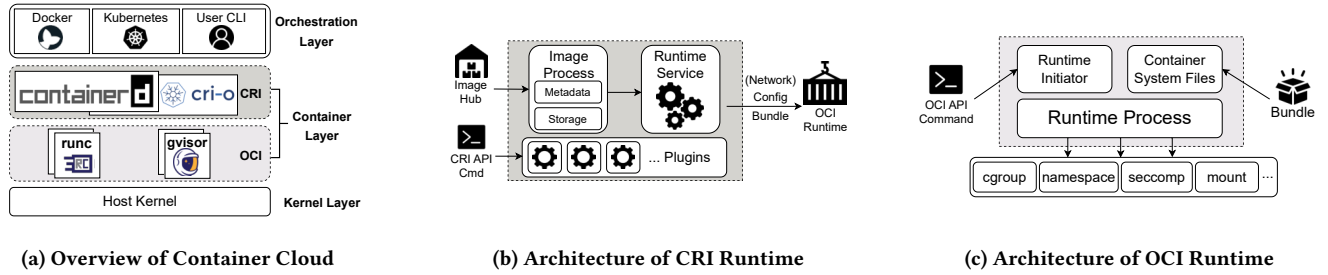 Docker
Kubernetes
User CLI
Orchestration
Layer
containerd
cri-o
CRI
Container
Layer
runc
RC
gvisor
OCI
Host Kernel
Kernel Layer
(a) Overview of Container Cloud
Image
Hub
CRI API
Cmd
Image
Process
Metadata
Storage
Runtime
Service
... Plugins
(Network)
Config
Bundle
OCI
Runtime
(b) Architecture of CRI Runtime
OCI API
Command
Runtime
Initiator
Container
System Files
Runtime Process
Bundle
cgroup
namespace
seccomp
mount
...
(c) Architecture of OCI Runtime